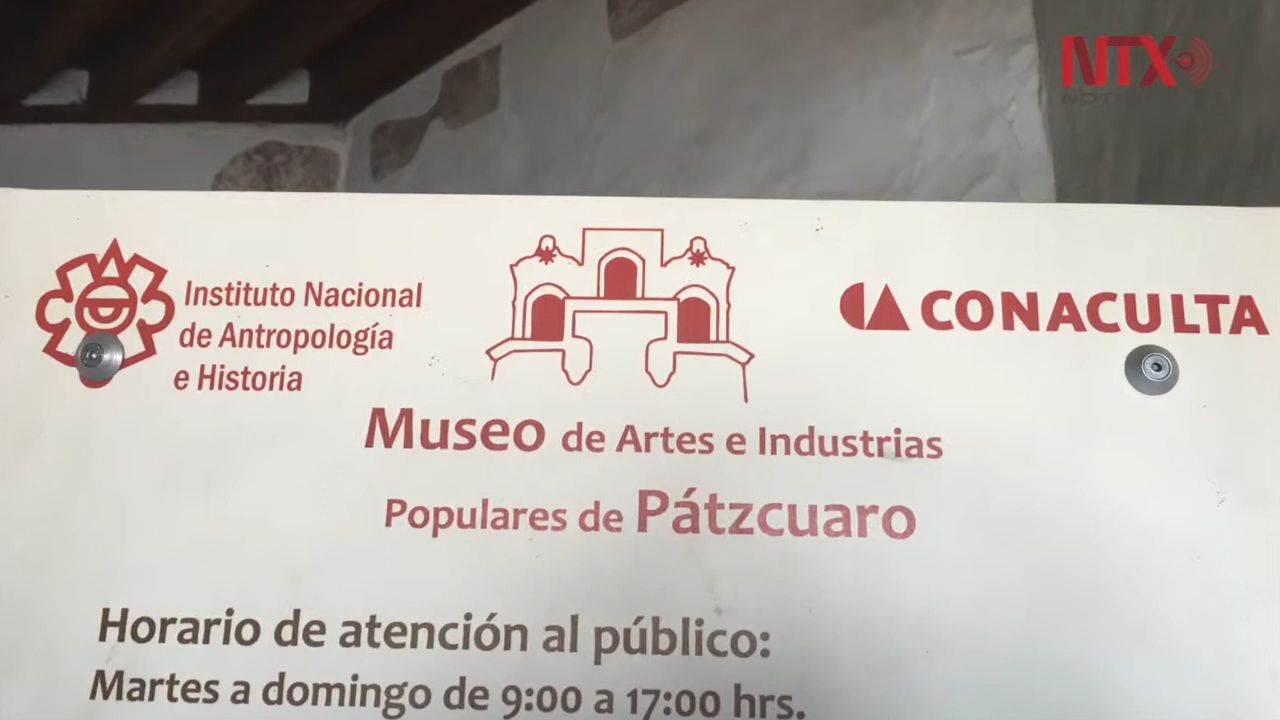 NTX
Instituto Nacional
de Antropología
e Historia
CONACULTA
Museo de Artes e Industrias
Populares de Pátzcuaro
Horario de atención al público:
Martes a domingo de 9:00 a 17:00 hrs.